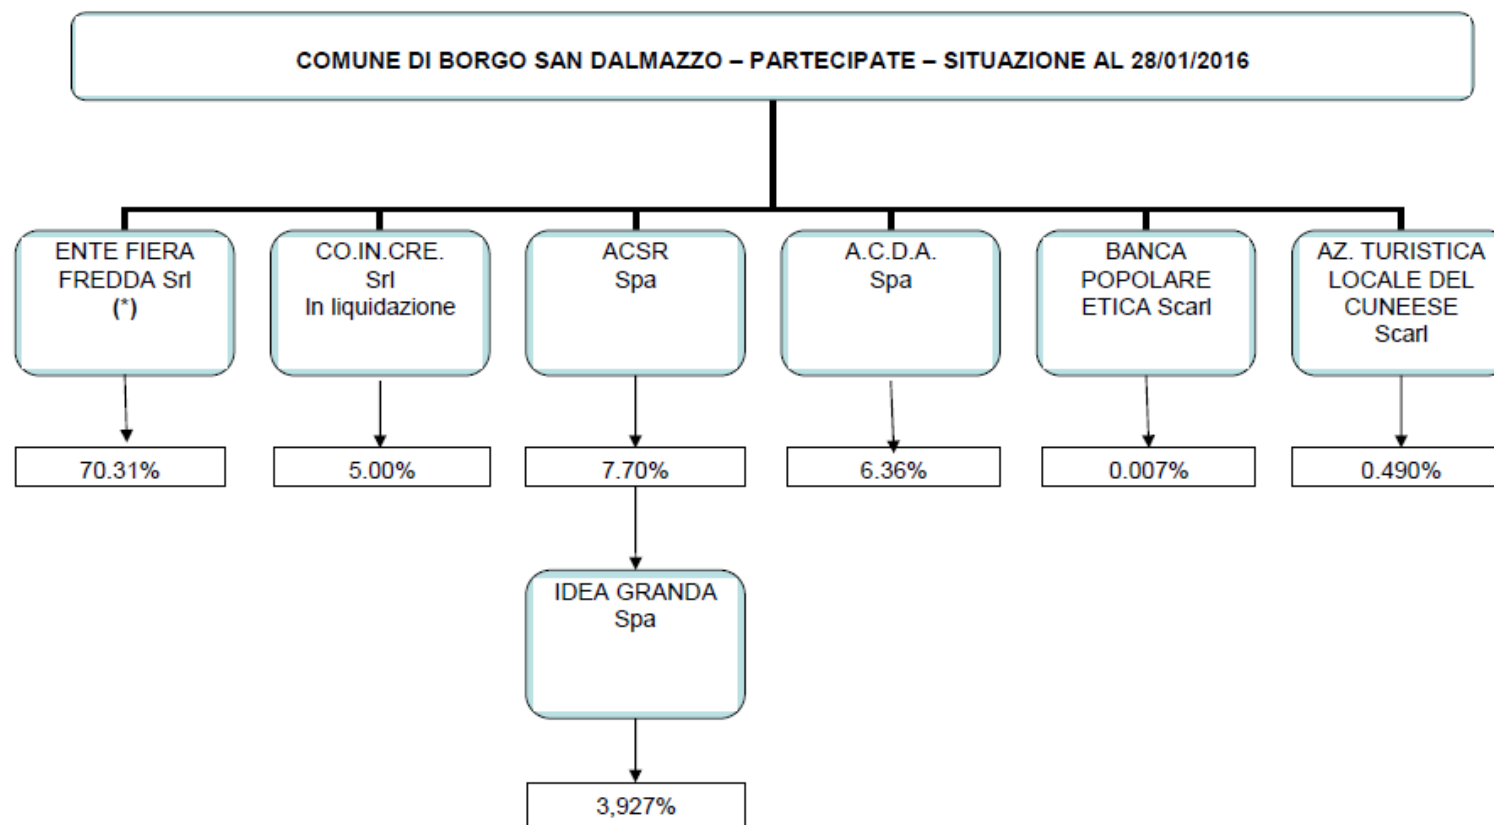 COMUNE DI BORGO SAN DALMAZZO – PARTECIPATE – SITUAZIONE AL 28/01/2016
ENTE FIERA
FREDDA Srl
(*)
CO.IN.CRE.
Srl
In liquidazione
ACSR
Spa
A.C.D.A.
Spa
BANCA
POPOLARE
ETICA Scarl
AZ. TURISTICA
LOCALE DEL
CUNEESE
Scarl
70.31%
5.00%
7.70%
6.36%
0.007%
0.490%
IDEA GRANDA
Spa
3,927%